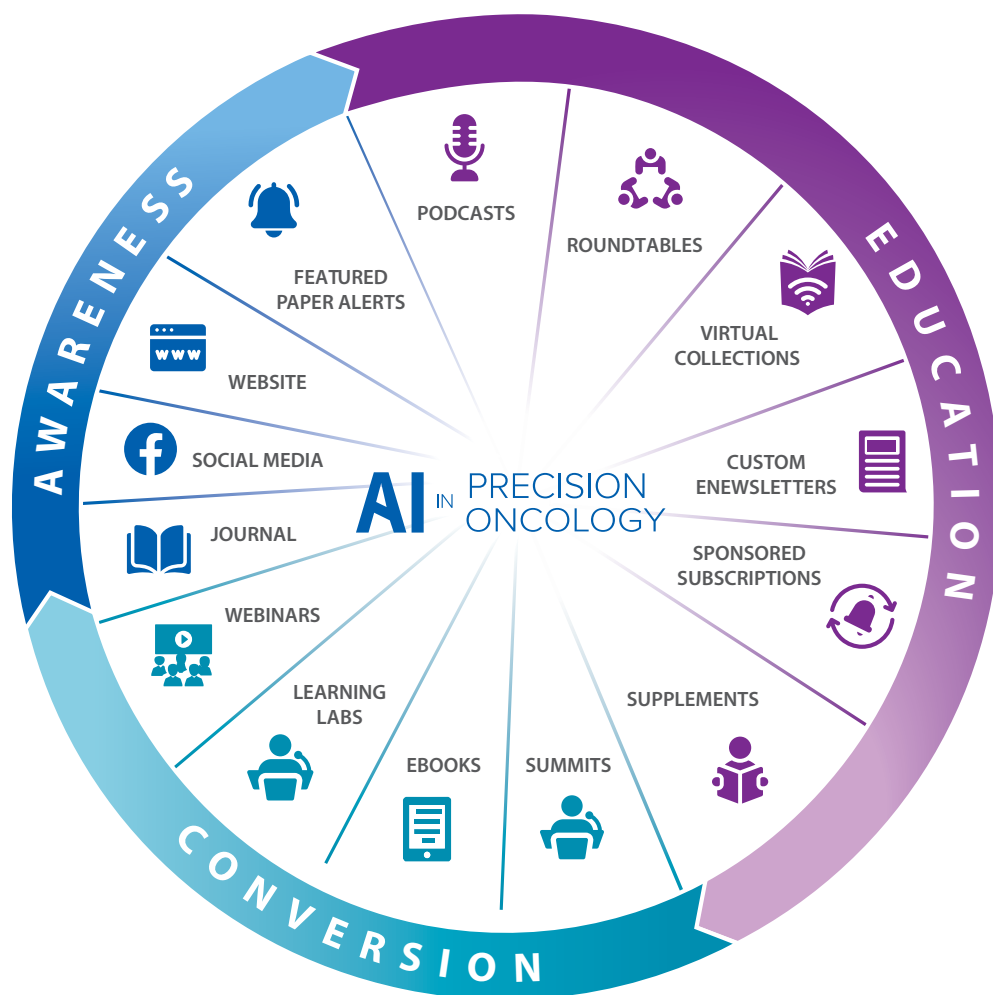 AWARENESS
EDUCATION
CONVERSION
PODCASTS
ROUNDTABLES
VIRTUAL
COLLECTIONS
CUSTOM
ENEWSLETTERS
SPONSORED
SUBSCRIPTIONS
SUPPLEMENTS
SUMMITS
EBOOKS
LEARNING
LABS
WEBINARS
JOURNAL
SOCIAL MEDIA
WEBSITE
www
FEATURED
PAPER ALERTS
AI IN PRECISION
ONCOLOGY